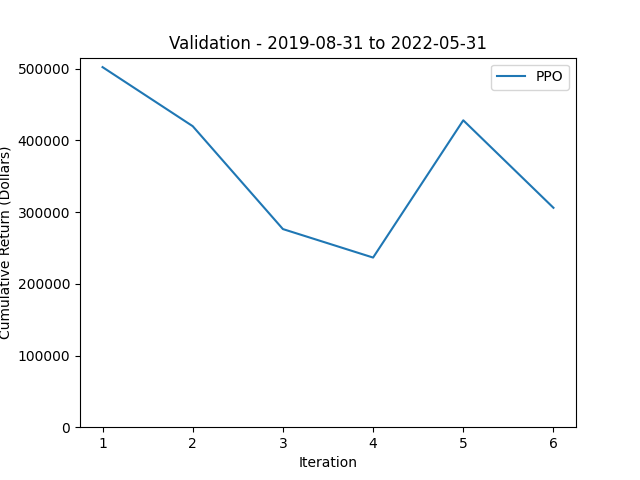 Validation - 2019-08-31 to 2022-05-31
PPO
Cumulative Return (Dollars)
500000
400000
300000
200000
100000
0
1 2 3 4 5 6
Iteration